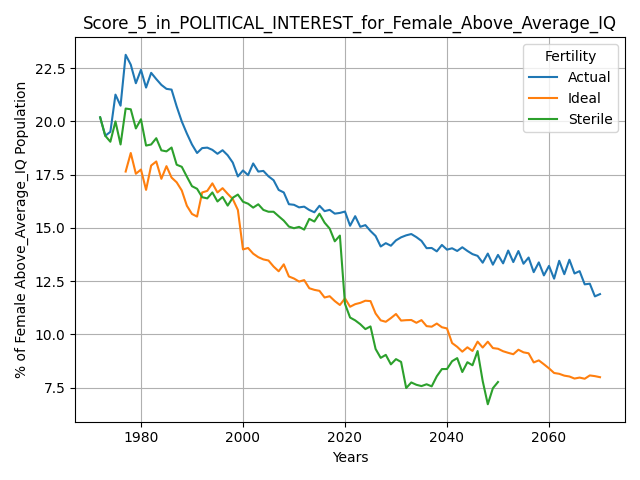 Score_5_in_POLITICAL_INTEREST_for_Female_Above_Average_IQ
% of Female Above_Average_IQ Population
22.5
20.0
17.5
15.0
12.5
10.0
7.5
Fertility
Actual
Ideal
Sterile
1980
2000
2020
2040
2060
Years